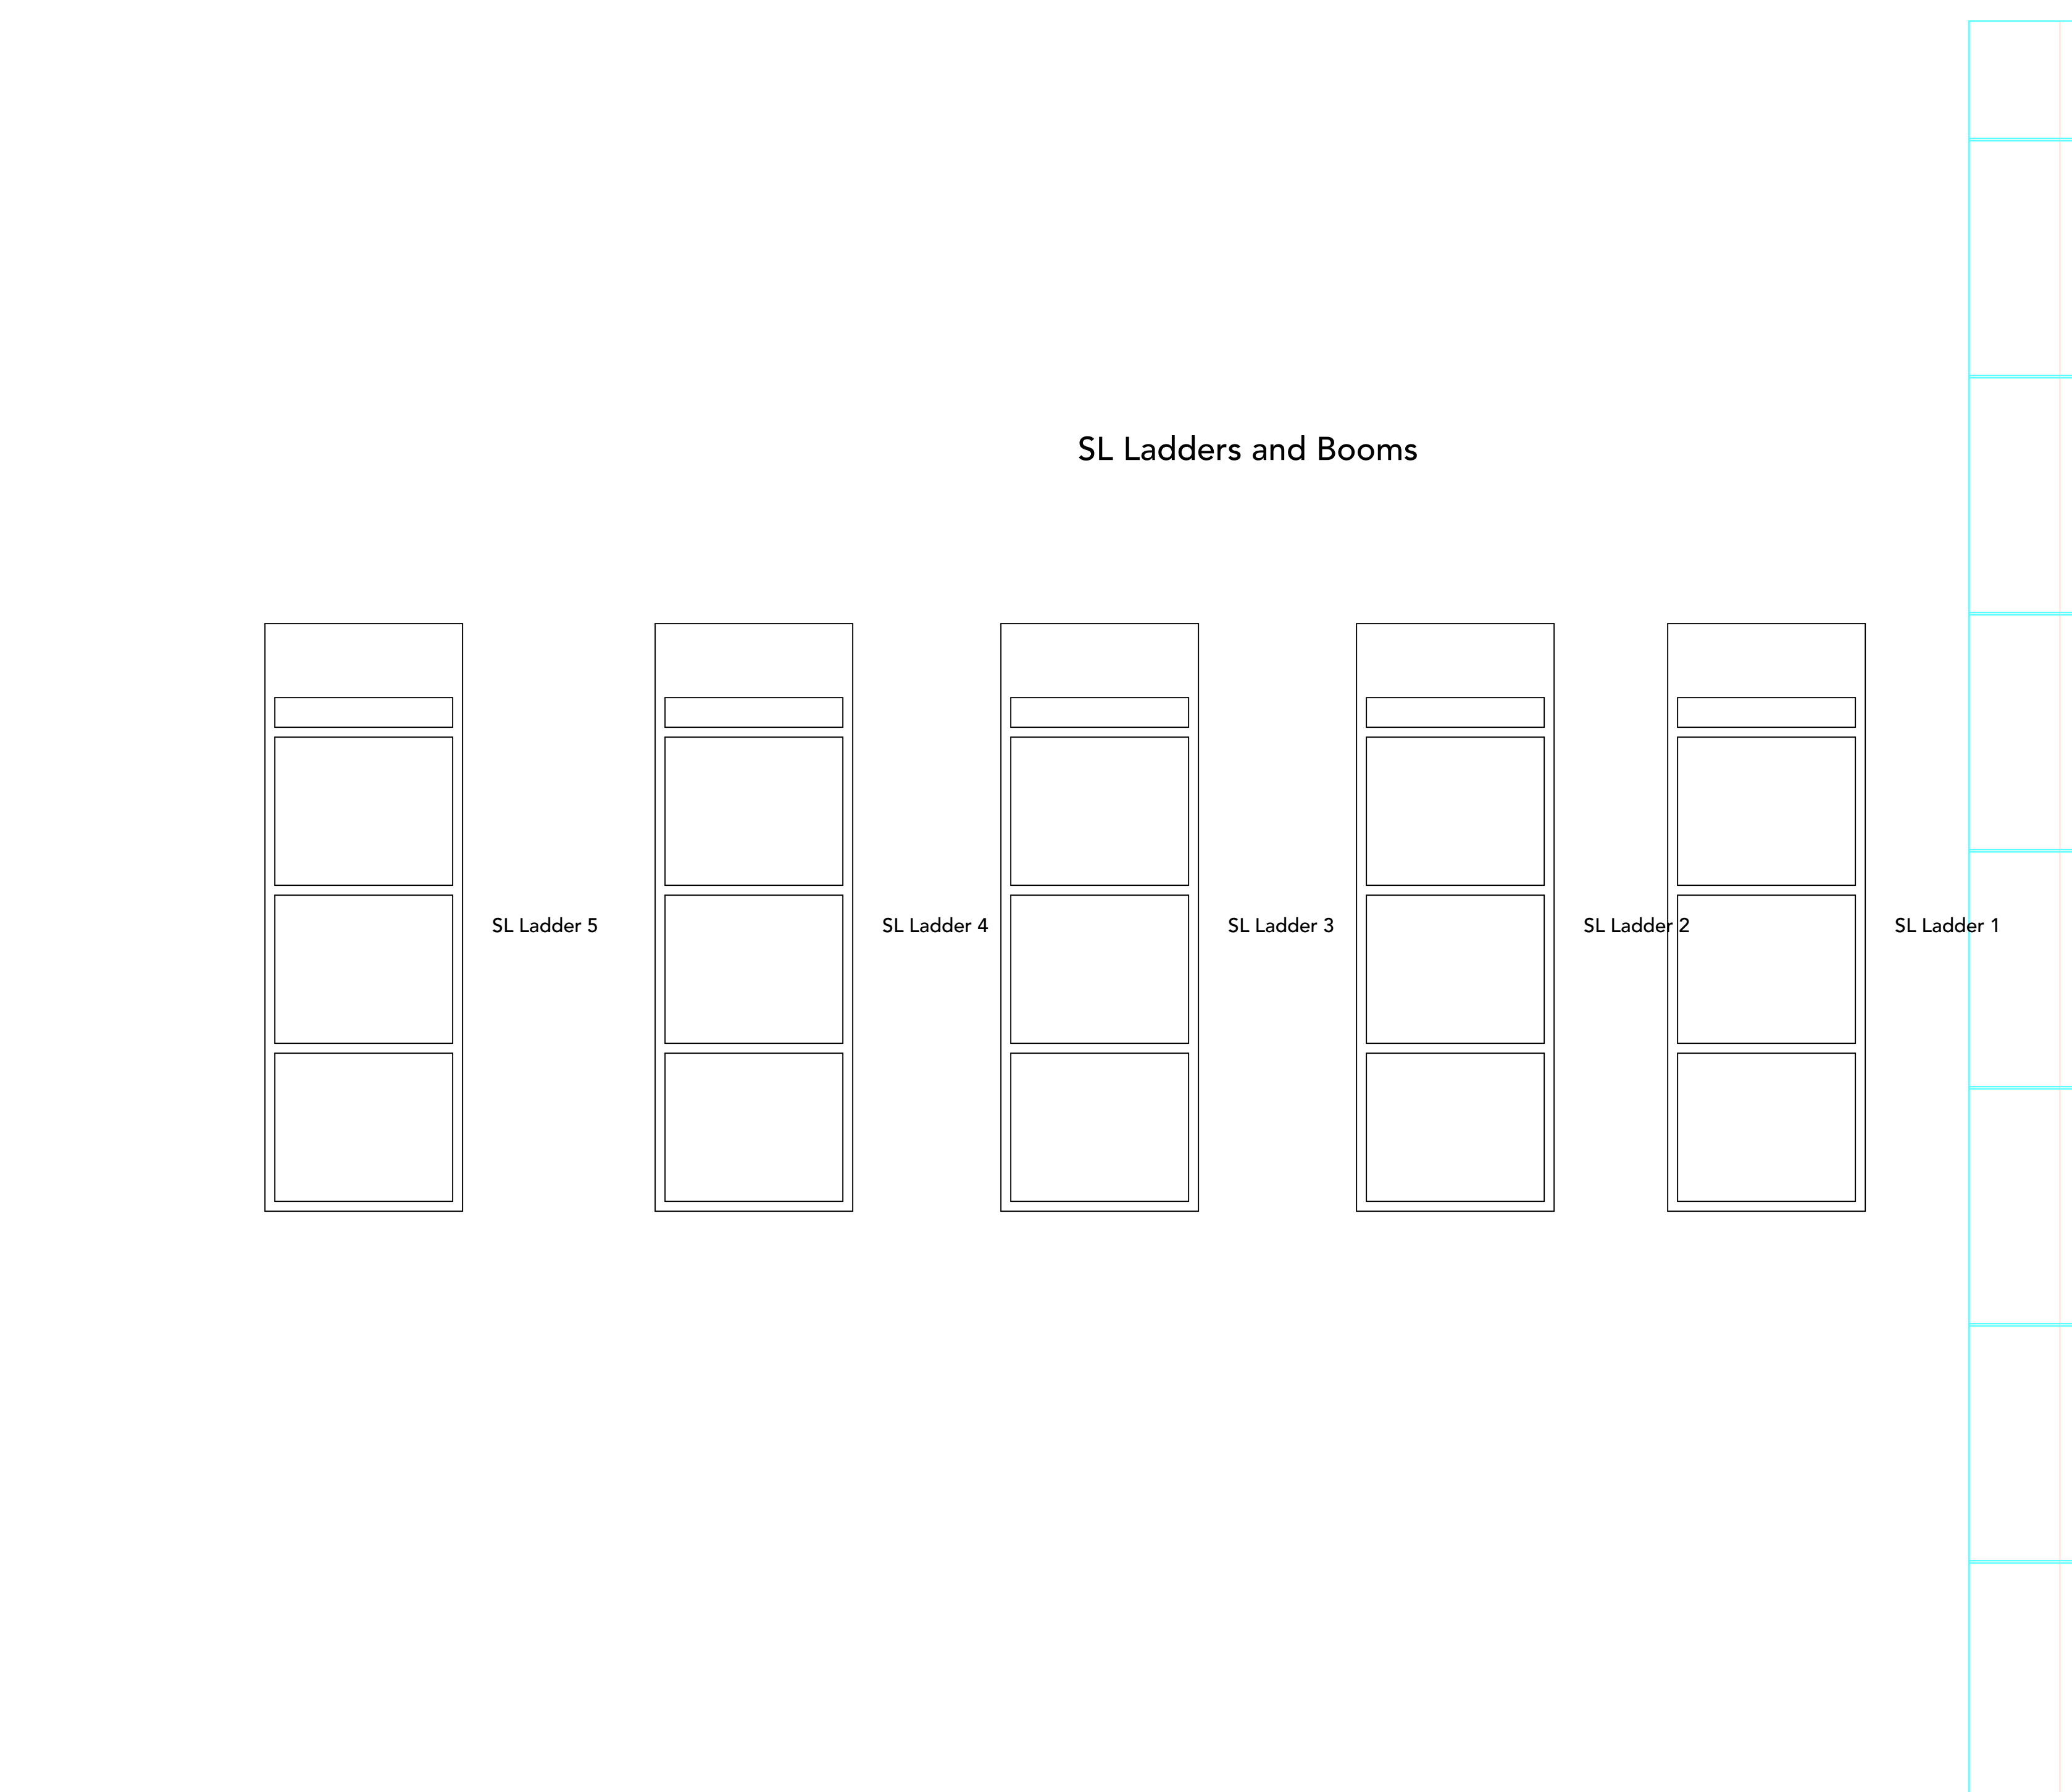 SL Ladders and Booms
SL Ladder 5
SL Ladder 4
SL Ladder 3
SL Ladder 2
SL Ladder 1